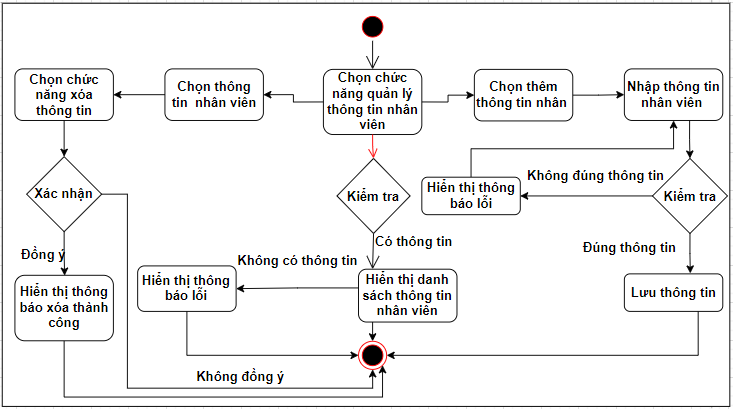 Chọn chức
năng xóa
thông tin
Chọn thông
tin nhân viên
Chọn chức
năng quản lý
thông tin nhân
viên
Chọn thêm
thông tin nhân
Nhập thông tin
nhân viên
Xác nhận
Kiểm tra
Hiển thị thông
báo lỗi
Không đúng thông tin
Kiểm tra
Đồng ý
Có thông tin
Đúng thông tin
Không có thông tin
Hiển thị thông
báo xóa thành
công
Hiển thị thông
báo lỗi
Hiển thị danh
sách thông tin
nhân viên
Lưu thông tin
Không đồng ý